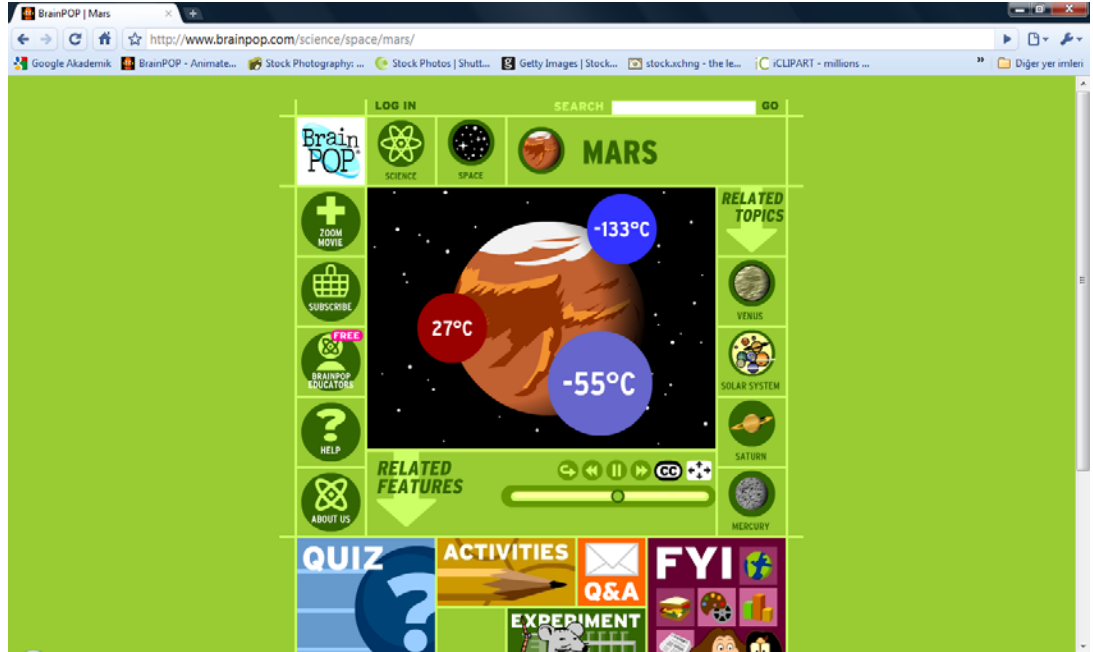 BrainPOP | Mars
http://www.brainpop.com/science/space/mars/
Google Akademik
BrainPOP - Animate...
Stock Photography: ...
Stock Photos | Shutt...
Getty Images | Stock...
stock.xchng - the le...
iCLIPART - millions ...
Diğer yer imleri
LOG IN
SEARCH
GO
Brain
POP
SCIENCE
SPACE
MARS
ZOOM
MOVIE
SUBSCRIBE
FREE
BRAINPOP
EDUCATORS
HELP
ABOUT US
-133°C
27°C
-55°C
RELATED
TOPICS
VENUS
SOLAR SYSTEM
SATURN
MERCURY
RELATED
FEATURES
CC
QUIZ
ACTIVITIES
Q&A
EXPERIMENT
FYI